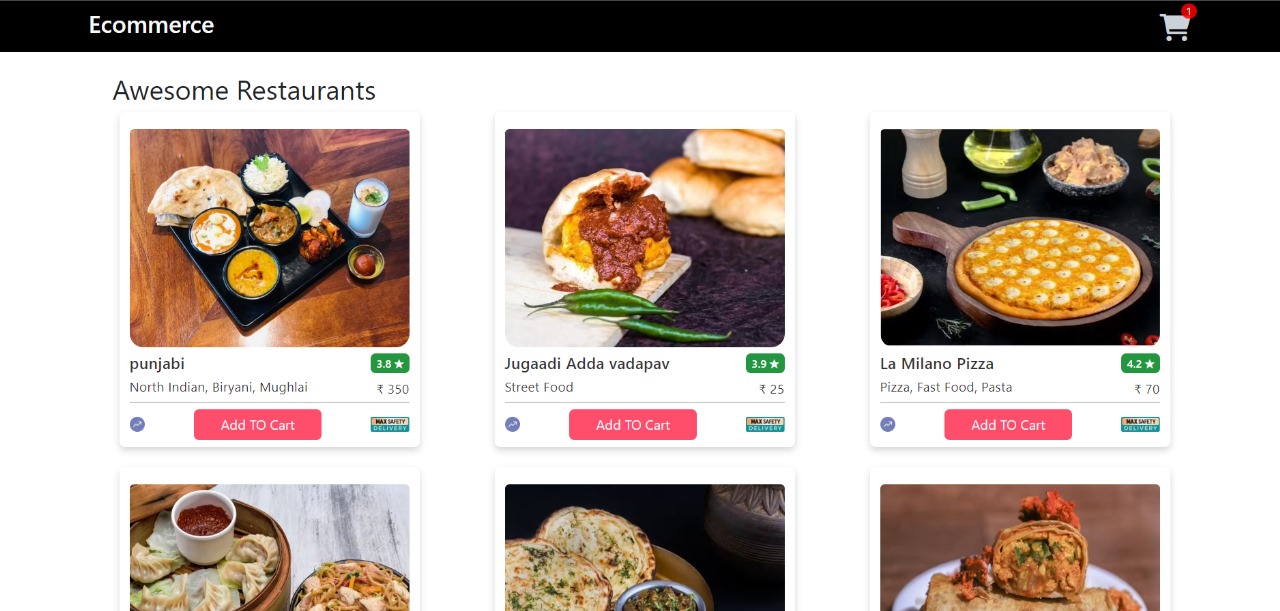 Ecommerce
1
Awesome Restaurants
punjabi
3.8 ★
North Indian, Biryani, Mughlai
₹ 350
Add TO Cart
MAX SAFETY
DELIVERY
Jugaadi Adda vadapav
3.9 ★
Street Food
₹ 25
Add TO Cart
MAX SAFETY
DELIVERY
La Milano Pizza
4.2 ★
Pizza, Fast Food, Pasta
₹ 70
Add TO Cart
MAX SAFETY
DELIVERY